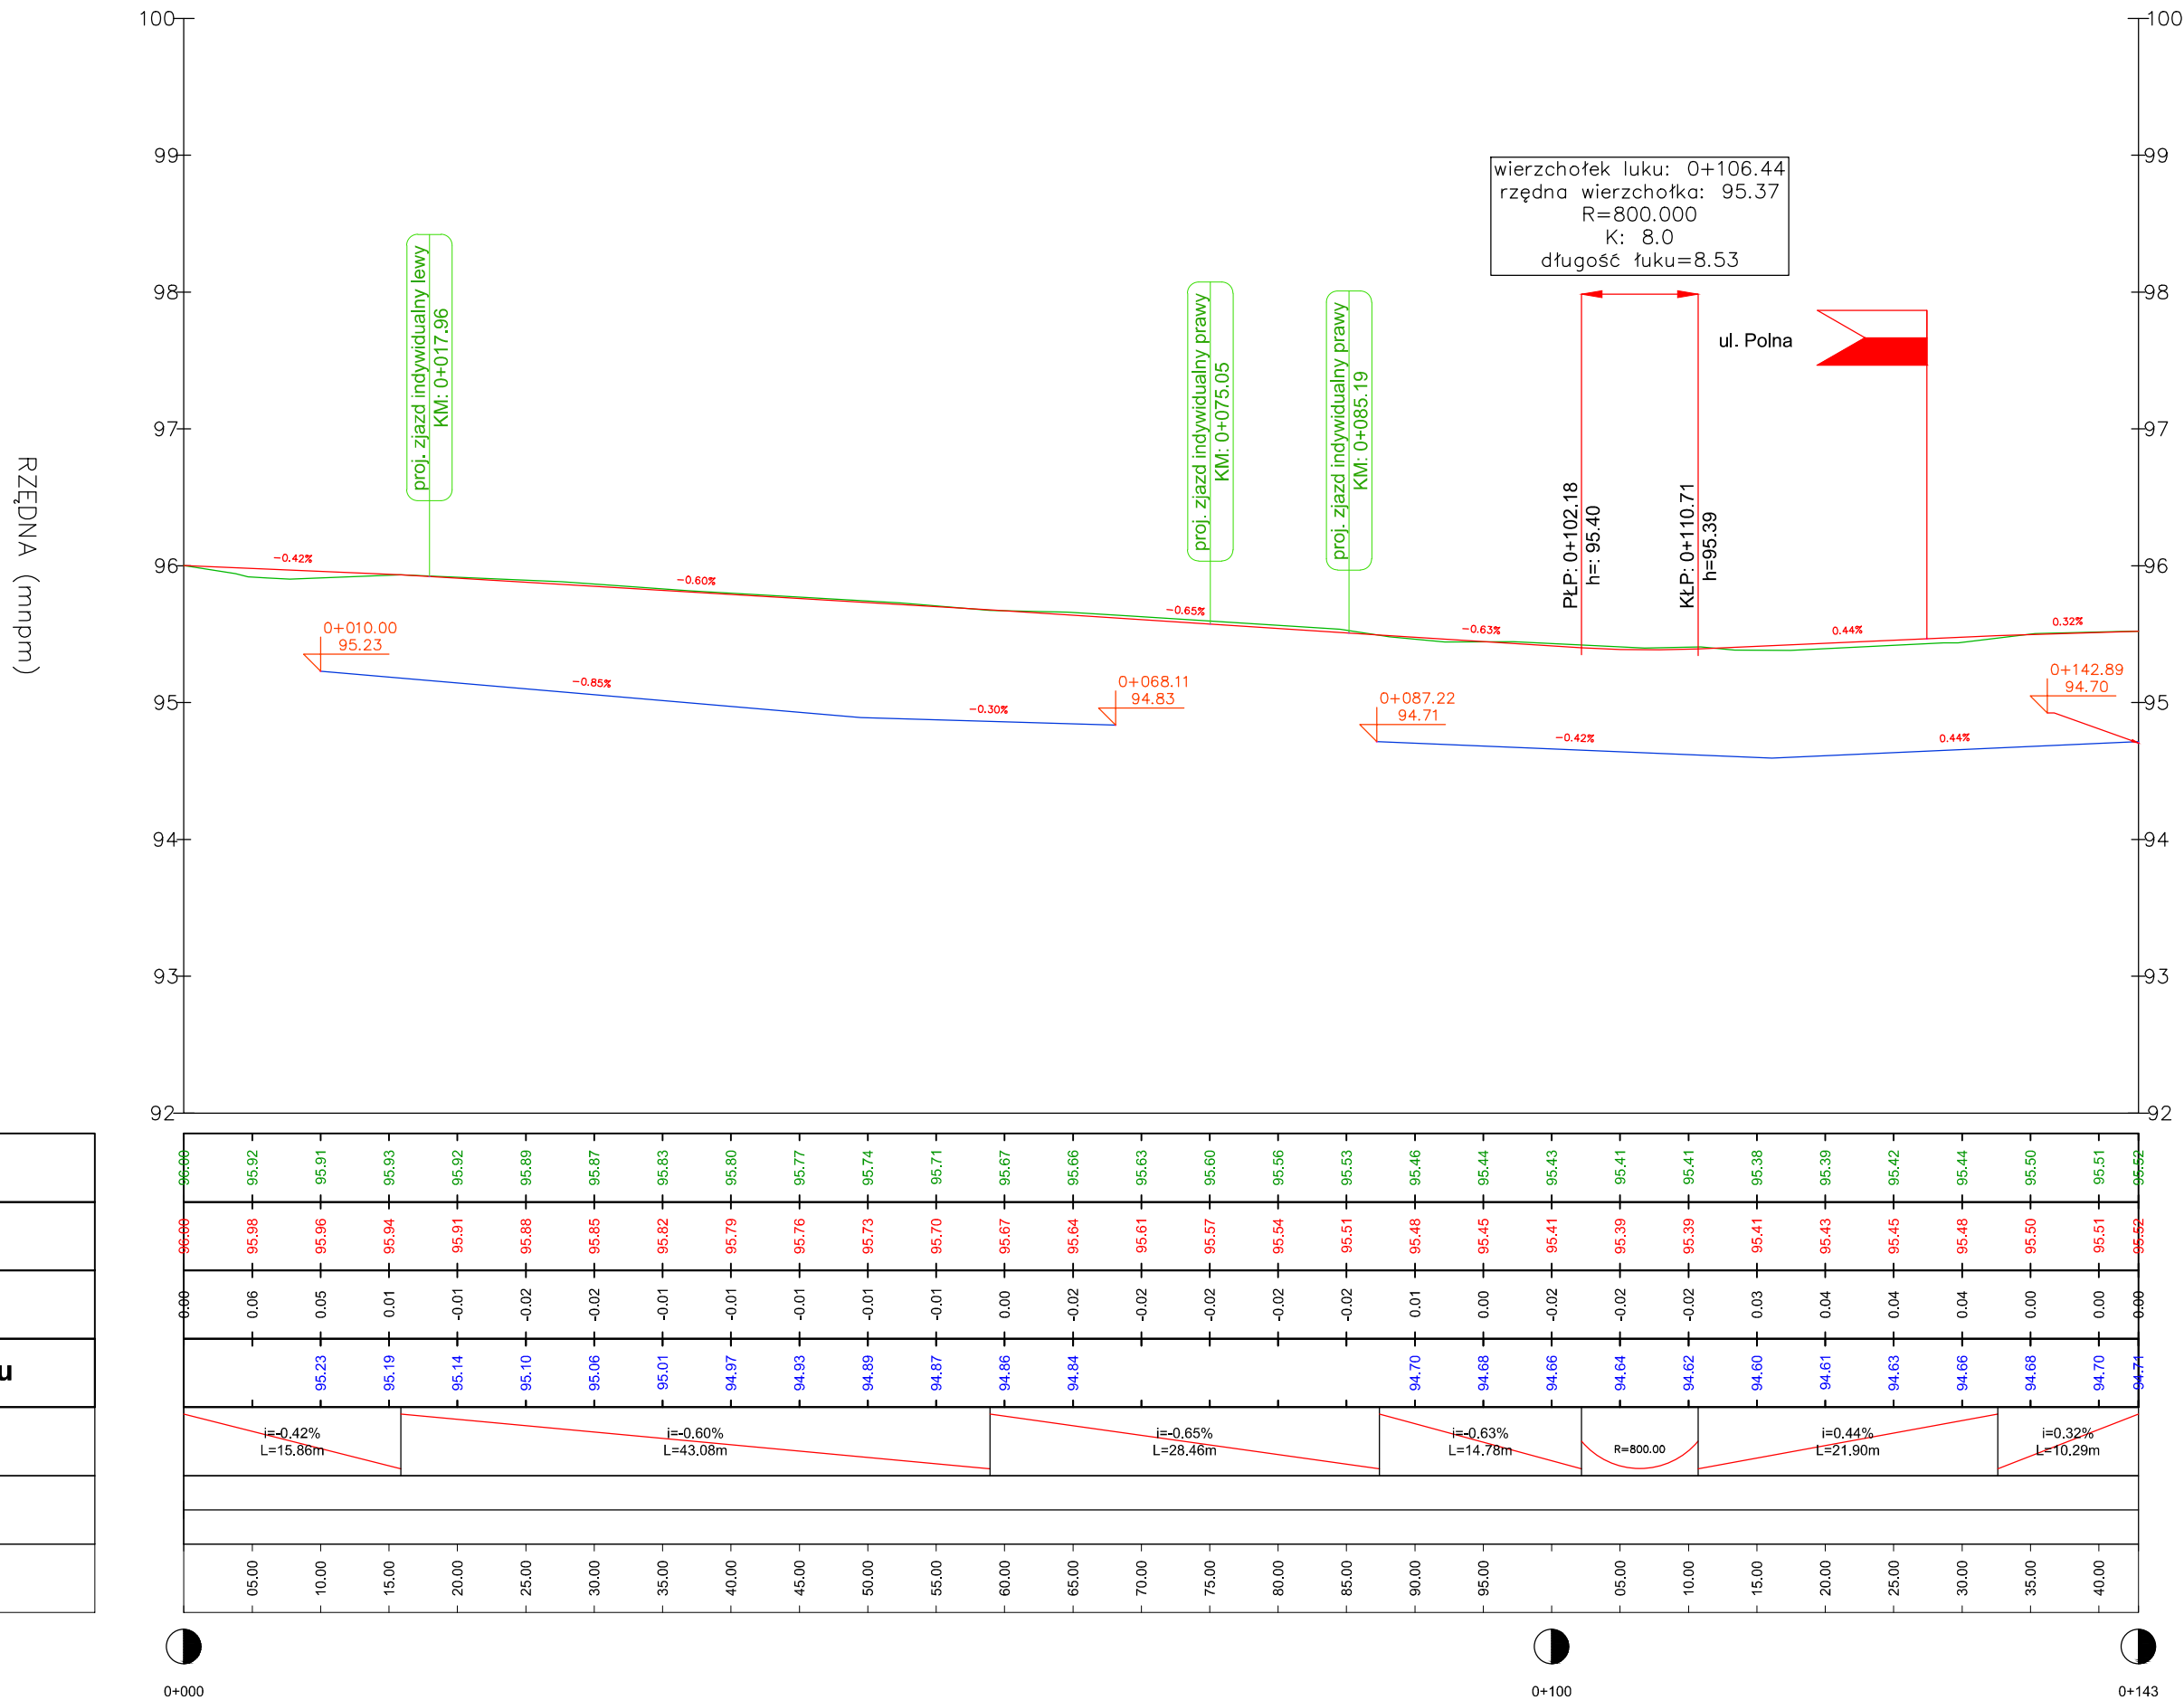 100
100
99
99
98
98
97
97
96
96
95
95
94
94
93
93
92
92
RZĘDNA (mnpm)
wierzchołek luku: 0+106.44
rzędna wierzchołka: 95.37
R=800.000
K: 8.0
długość łuku=8.53
proj. zjazd indywidualny lewy
KM: 0+017.96
proj. zjazd indywidualny prawy
KM: 0+075.05
proj. zjazd indywidualny prawy
KM: 0+085.19
ul. Polna
PŁP: 0+102.18
h=: 95.40
KŁP: 0+110.71
h=95.39
-0.42%
-0.60%
-0.65%
-0.63%
0.44%
0.32%
0+010.00
95.23
-0.85%
-0.30%
0+068.11
94.83
0+087.22
94.71
-0.42%
0.44%
0+142.89
94.70
96.00 95.92 95.91 95.93 95.92 95.89 95.87 95.83 95.80 95.77 95.74 95.71 95.67 95.66 95.63 95.60 95.56 95.53 95.46 95.44 95.43 95.41 95.41 95.38 95.39 95.42 95.44 95.50 95.51 95.52
96.00 95.98 95.96 95.94 95.91 95.88 95.85 95.82 95.79 95.76 95.73 95.70 95.67 95.64 95.61 95.57 95.54 95.51 95.48 95.45 95.41 95.39 95.39 95.41 95.43 95.45 95.48 95.50 95.51 95.52
0.00 0.06 0.05 0.01 -0.01 -0.02 -0.02 -0.01 -0.01 -0.01 -0.01 -0.01 0.00 -0.02 -0.02 -0.02 -0.02 -0.02 0.01 0.00 -0.02 -0.02 -0.02 0.03 0.04 0.04 0.04 0.00 0.00 0.00
u
95.23 95.19 95.14 95.10 95.06 95.01 94.97 94.93 94.89 94.87 94.86 94.84 94.70 94.68 94.66 94.64 94.62 94.60 94.61 94.63 94.66 94.68 94.70 94.71
i=-0.42%
L=15.86m
i=-0.60%
L=43.08m
i=-0.65%
L=28.46m
i=-0.63%
L=14.78m
R=800.00
i=0.44%
L=21.90m
i=0.32%
L=10.29m
05.00 10.00 15.00 20.00 25.00 30.00 35.00 40.00 45.00 50.00 55.00 60.00 65.00 70.00 75.00 80.00 85.00 90.00 95.00 05.00 10.00 15.00 20.00 25.00 30.00 35.00 40.00
0+000
0+100
0+143